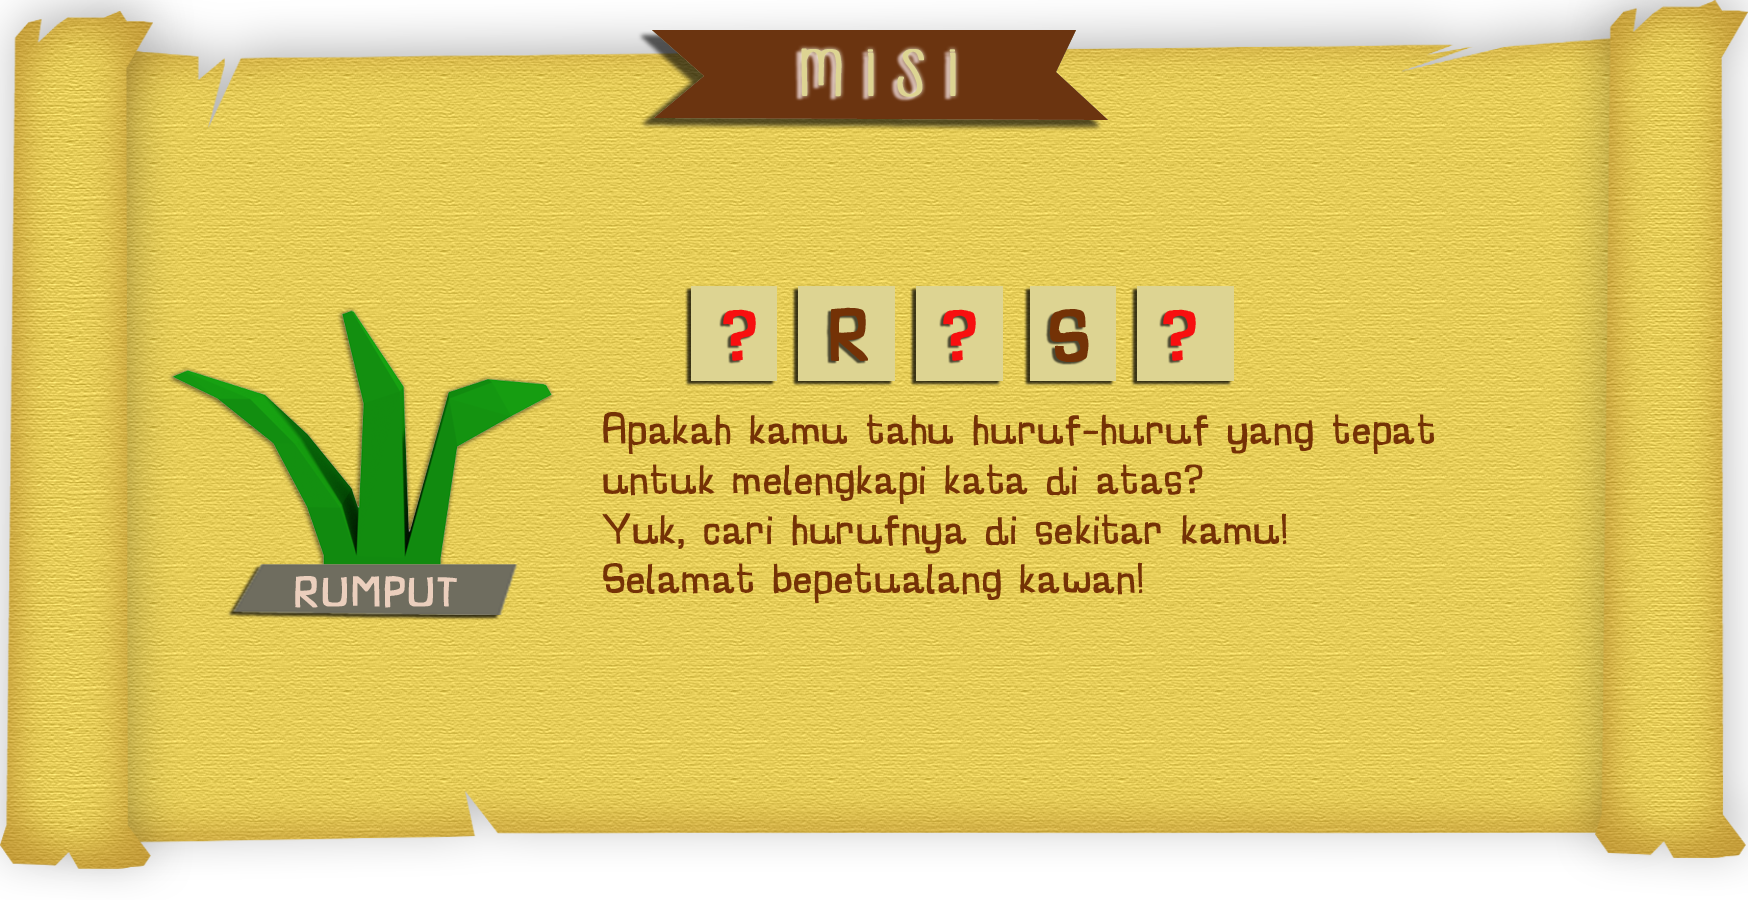 MISI
? R ? S ?
Apakah kamu tahu huruf-huruf yang tepat
untuk melengkapi kata di atas?
Yuk, cari hurufnya di sekitar kamu!
Selamat bepetualang kawan!
RUMPUT